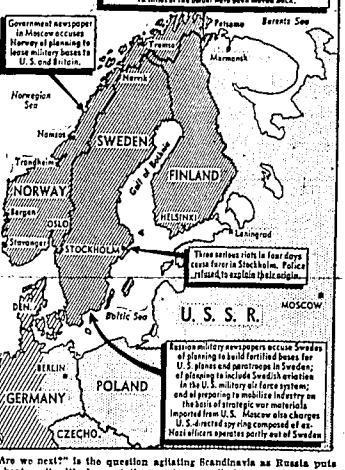 Government newspaper
in Moscow accuses
Norway of planning to
lease military bases to
U.S. and Britain.
Petsamo
Barents Sea
Tromso
Murmansk
Narvik
Norwegian
Sea
Namsos
SWEDEN
Gulf of Bothnia
FINLAND
Trondheim
NORWAY
Bergen
OSLO
HELSINKI
Leningrad
Stavanger
STOCKHOLM
Three serious riots in four days
cause furor in Stockholm. Police
refused to explain their origin.
DEN.
Baltic Sea
U. S. S. R.
MOSCOW
Russian military newspapers accuse Sweden
of planning to build fortified bases for
U.S. planes and paratroops in Sweden;
of planning to include Swedish aviation
in the U.S. military air force system;
and of preparing to mobilize industry on
the basis of strategic war materials
imported from U.S. Moscow also charges
U.S.-directed spy ring composed of ex-
Nazi officers operates partly out of Sweden
BERLIN
GERMANY
POLAND
CZECHO.
Are we next?" is the question agitating Scandinavia as Russia puts